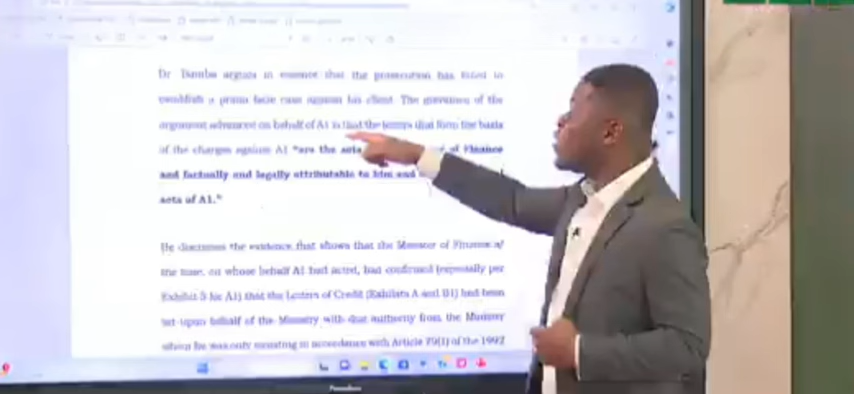 Dr Bamba argues in essence that the prosecution has failed to
establish a prima facie case against his client. The gravamen of the
argument advanced on behalf of A1 is that the letters that form the basis
of the charges against A1 "are the acts of Finance
and factually and legally attributable to him and
acts of A1."
He discusses the evidence that shows that the Minister of Finance at
the time, on whose behalf A1 had acted, had confirmed (especially per
Exhibit 5 for A1) that the Letters of Credit (Exhibits A and B1) had been
set-up on behalf of the Ministry with due authority from the Minister
whom he was only assisting in accordance with Article 79(1) of the 1992